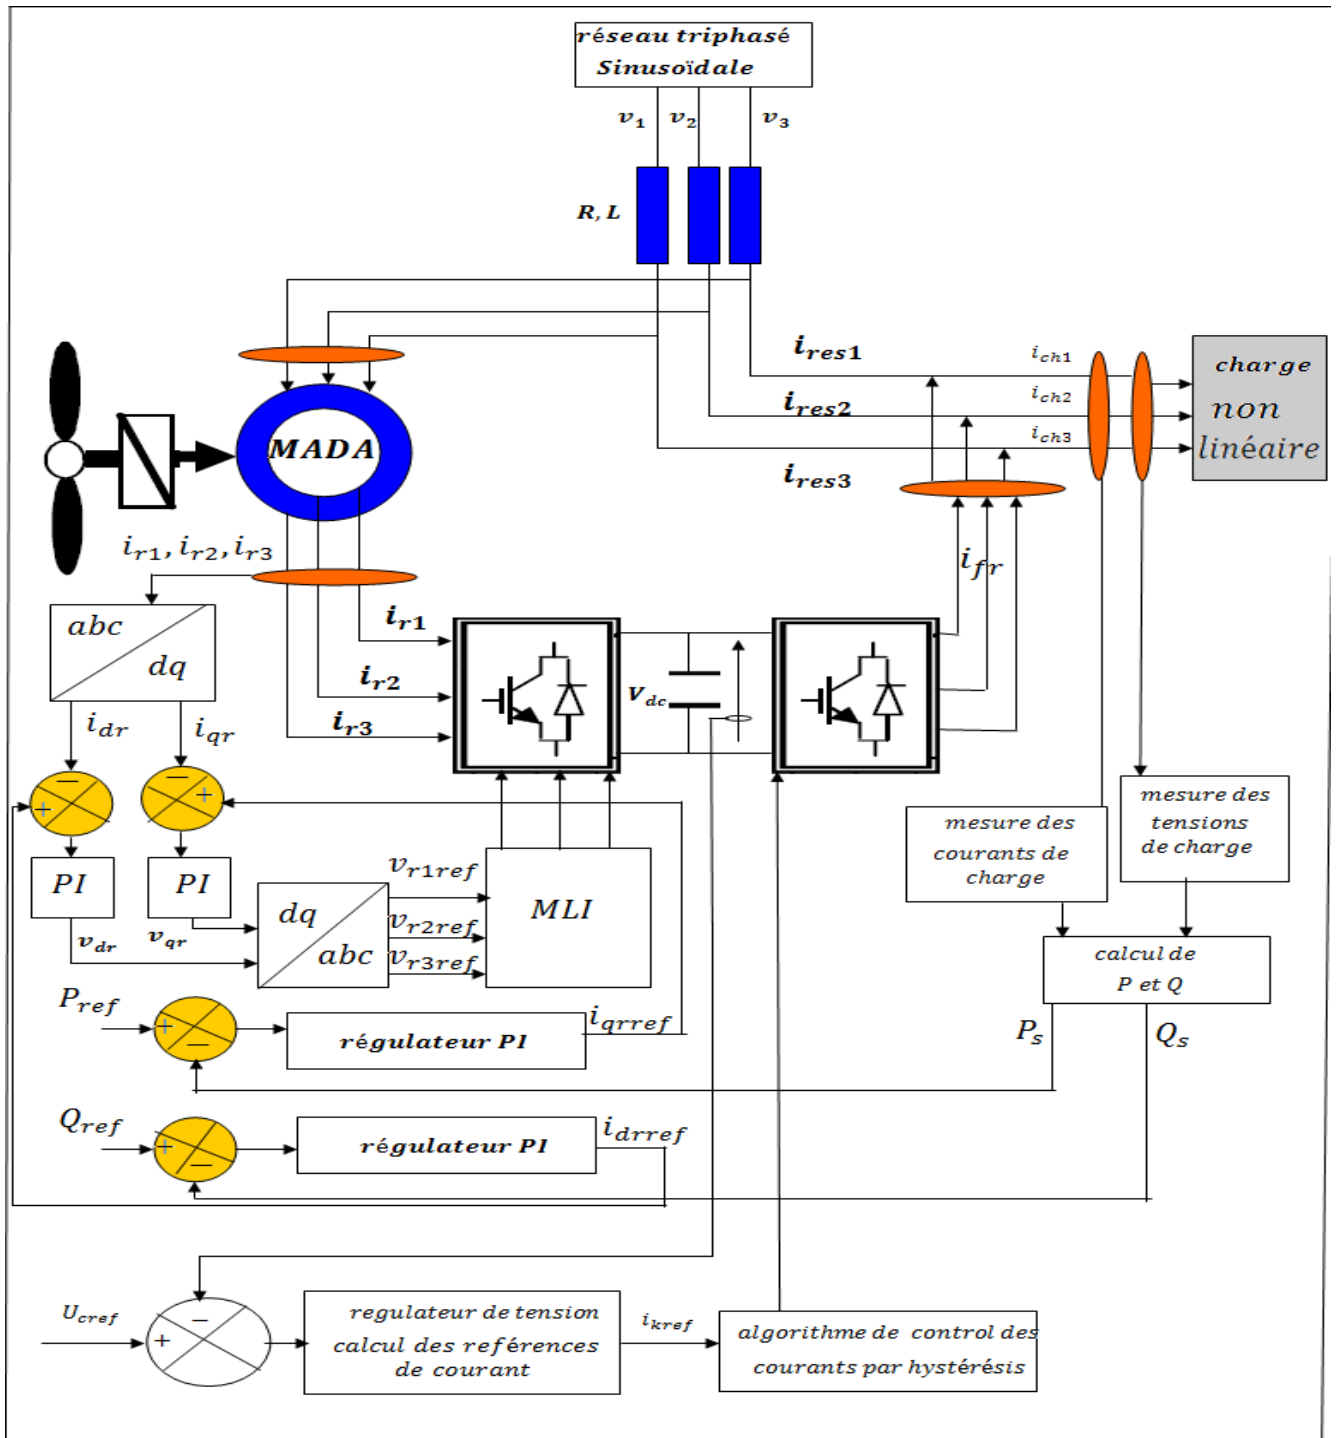 réseau triphasé
Sinusoïdale
v1 v2 v3
R, L
ires1
ich1
charge
ires2
ich2
non
MADA
ich3
linéaire
ires3
ir1, ir2, ir3
ifr
abc
dq
ir1
ir2
ir3
Vdc
idr
iqr
−
−
+
+
mesure des
tensions
de charge
mesure des
courants de
charge
PI
PI
vr1ref
dq
abc
vr2ref
vr3ref
MLI
vdr
vqr
calcul de
P et Q
Pref
+
−
régulateur PI
iqrref
Ps
Qs
Qref
+
−
régulateur PI
idrref
Ucref
−
+
regulateur de tension
calcul des reférences
de courant
ikref
algorithme de control des
courants par hystérésis